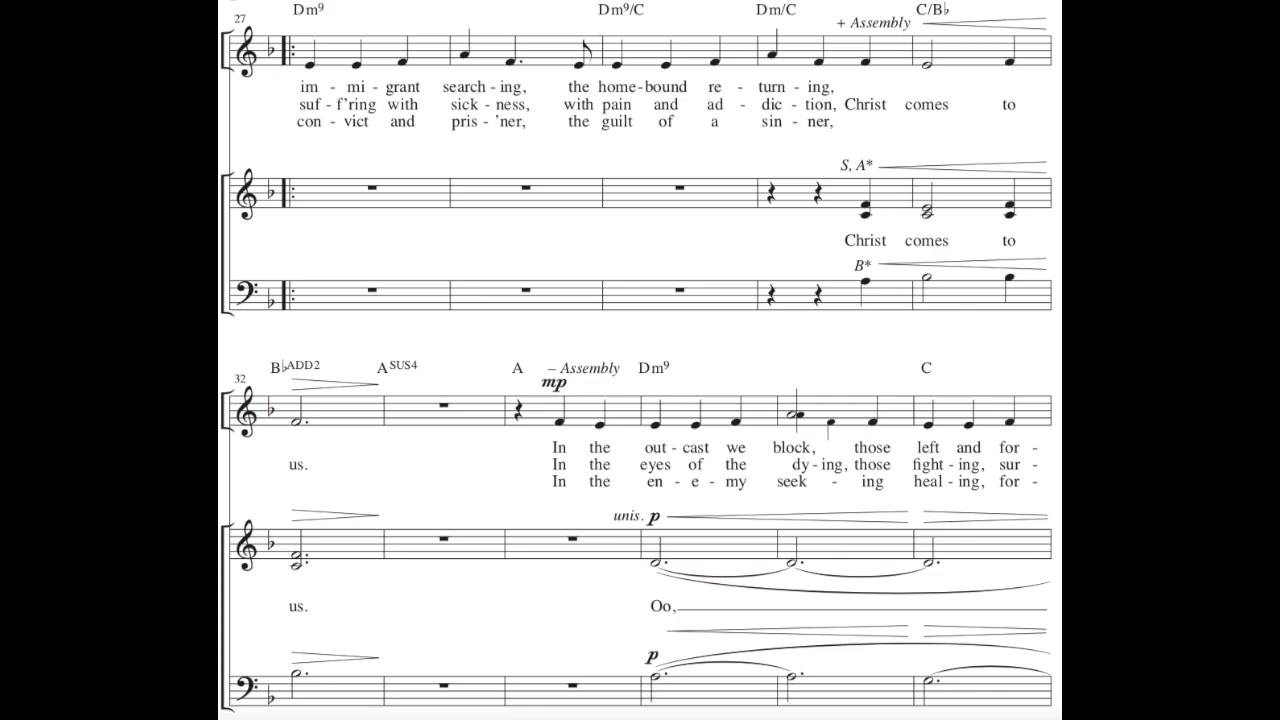 Dm9 Dm9/C Dm/C C/B♭
27 + Assembly
im - mi - grant search - ing, the home - bound re - turn - ing,
suf - f’ring with sick - ness, with pain and ad - dic - tion, Christ comes to
con - vict and pris - ’ner, the guilt of a sin - ner,
S, A*
Christ comes to
B*
B♭ADD2 ASUS4 A – Assembly Dm9 C
32 mp
In the out - cast we block, those left and for -
us. In the eyes of the dy - ing, those fight - ing, sur -
In the en - e - my seek - ing heal - ing, for -
unis. p
us. Oo,
p